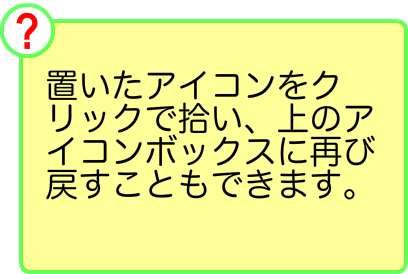 ?
置いたアイコンをク
リックで拾い、上のア
イコンボックスに再び
戻すこともできます。